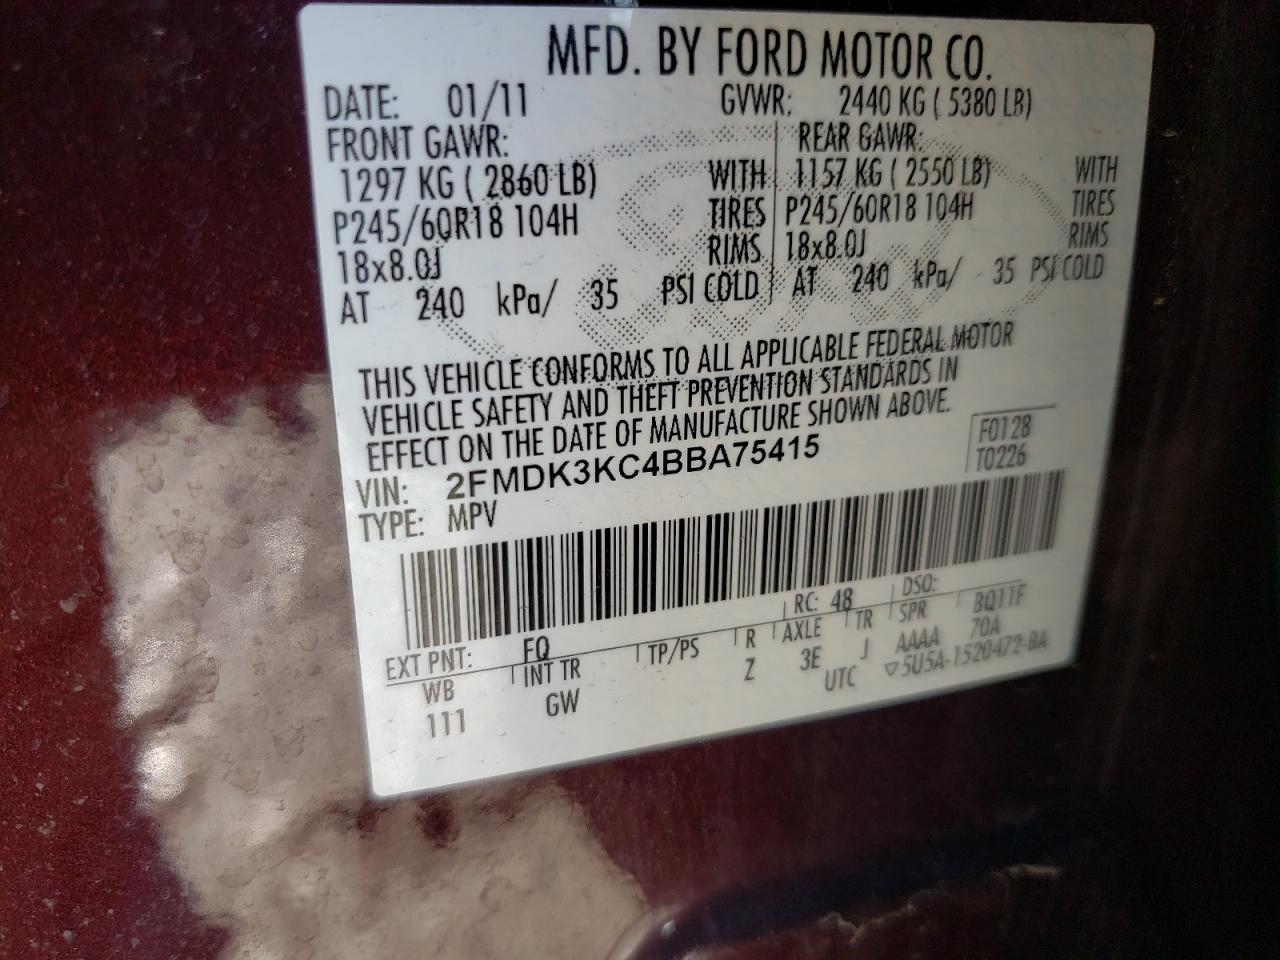 MFD. BY FORD MOTOR CO.
DATE: 01/11 GVWR: 2440 KG ( 5380 LB)
FRONT GAWR: REAR GAWR:
1297 KG ( 2860 LB) WITH 1157 KG ( 2550 LB) WITH
P245/60R18 104H TIRES P245/60R18 104H TIRES
18x8.0J RIMS 18x8.0J RIMS
AT 240 kPa/ 35 PSI COLD AT 240 kPa/ 35 PSI COLD
THIS VEHICLE CONFORMS TO ALL APPLICABLE FEDERAL MOTOR
VEHICLE SAFETY AND THEFT PREVENTION STANDARDS IN
EFFECT ON THE DATE OF MANUFACTURE SHOWN ABOVE.
F0128
VIN: 2FMDK3KC4BBA75415
T0226
TYPE: MPV
EXT PNT: FQ RC: 48 DSO:
WB INT TR TP/PS R AXLE TR SPR BQ11F
111 GW Z 3E J AAAA 70A
UTC ▽5U5A-1520472-BA